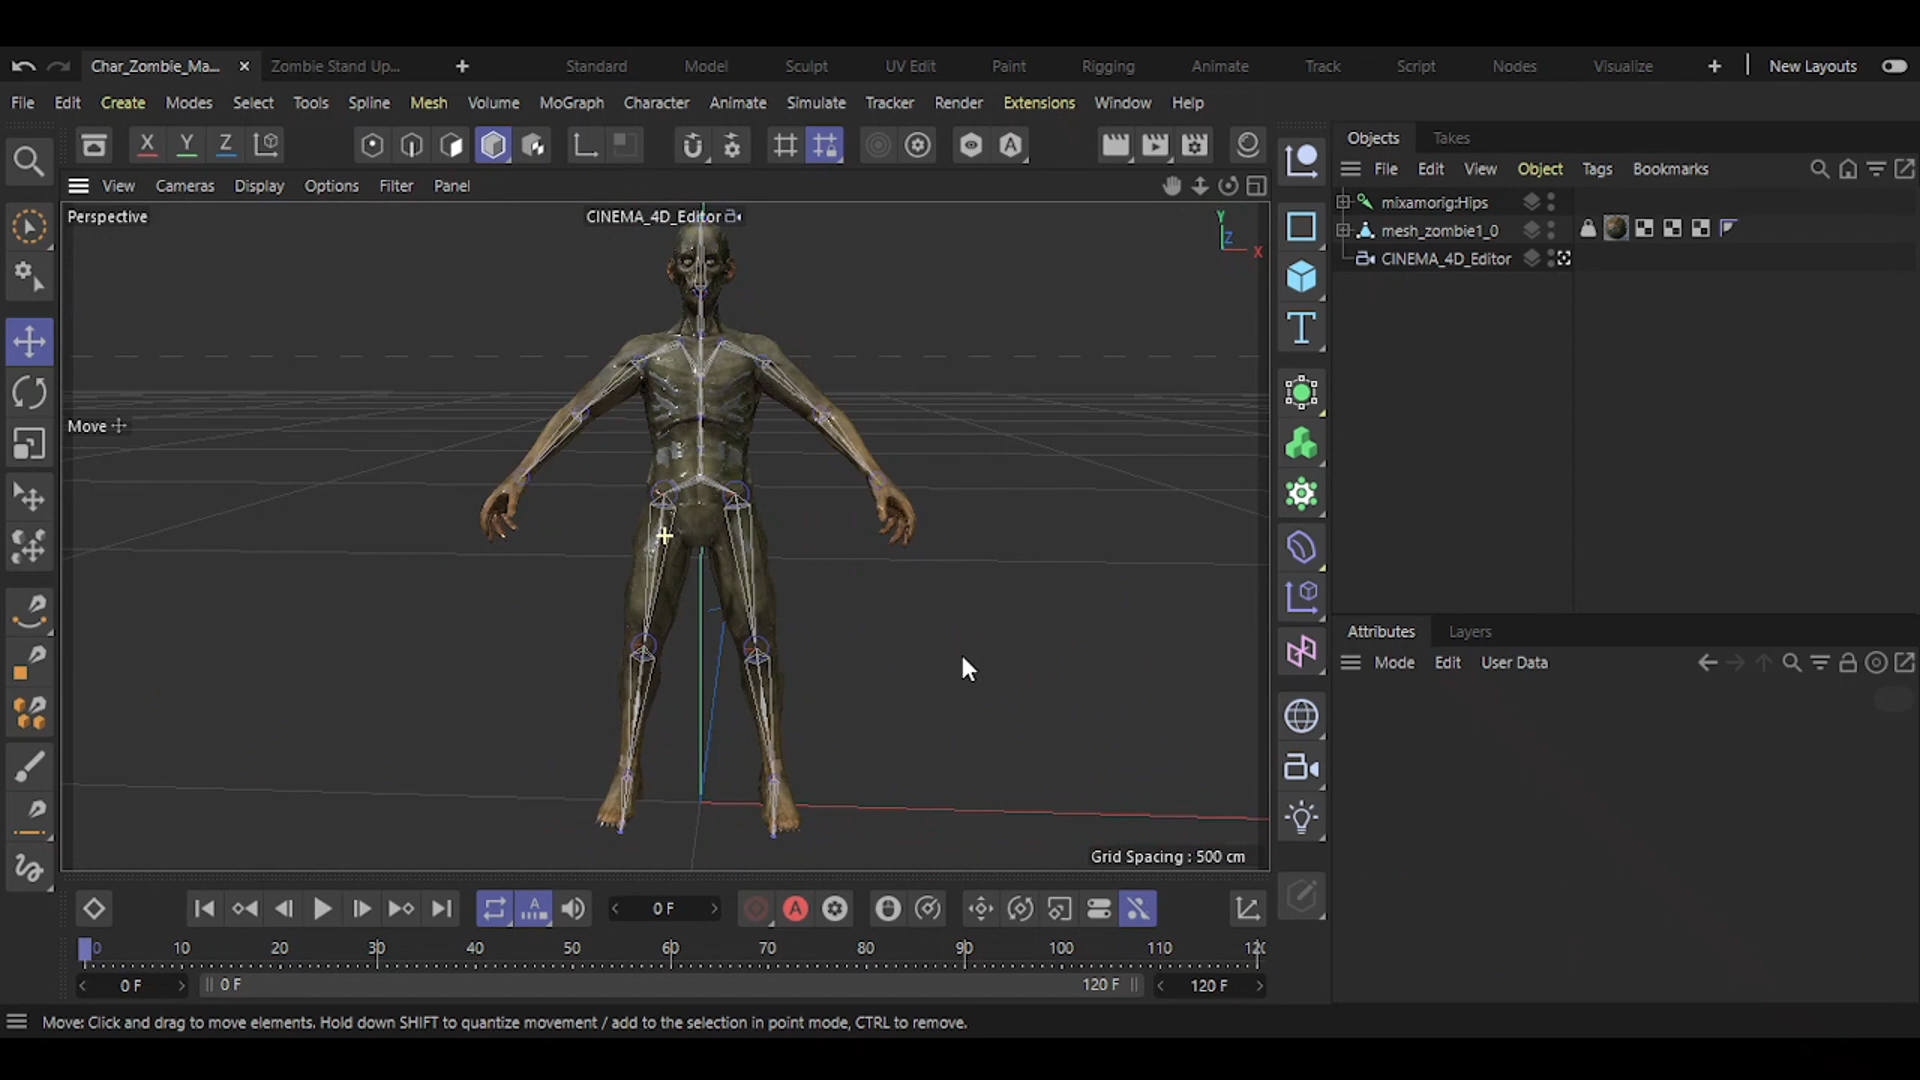 Char_Zombie_Ma...
Zombie Stand Up...
Standard
Model
Sculpt
UV Edit
Paint
Rigging
Animate
Track
Script
Nodes
Visualize
New Layouts
File
Edit
Create
Modes
Select
Tools
Spline
Mesh
Volume
MoGraph
Character
Animate
Simulate
Tracker
Render
Extensions
Window
Help
X
Y
Z
A
Objects
Takes
File
Edit
View
Object
Tags
Bookmarks
View
Cameras
Display
Options
Filter
Panel
Perspective
CINEMA_4D_Editor
Y
Z
X
mixamorig:Hips
mesh_zombie1_0
CINEMA_4D_Editor
Move
T
Attributes
Layers
Mode
Edit
User Data
Grid Spacing : 500 cm
A
0 F
A
0 10 20 30 40 50 60 70 80 90 100 110
0 F
0 F
120 F
120 F
Move: Click and drag to move elements. Hold down SHIFT to quantize movement / add to the selection in point mode, CTRL to remove.